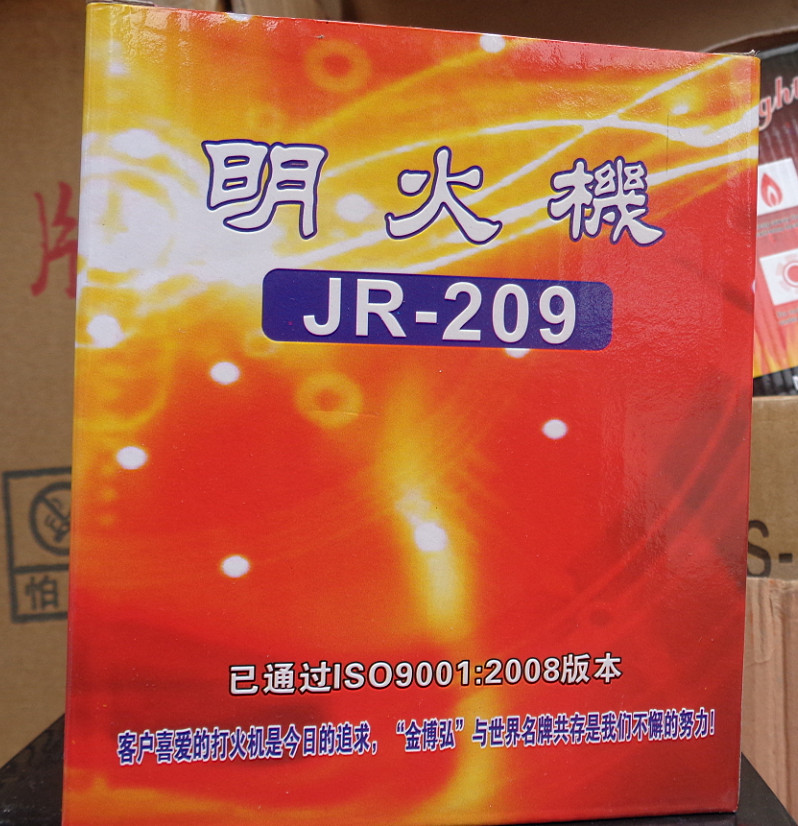 明火機
JR-209
已通过ISO9001:2008版本
客户喜爱的打火机是今日的追求，“金博弘”与世界名牌共存是我们不懈的努力！
怕
S-